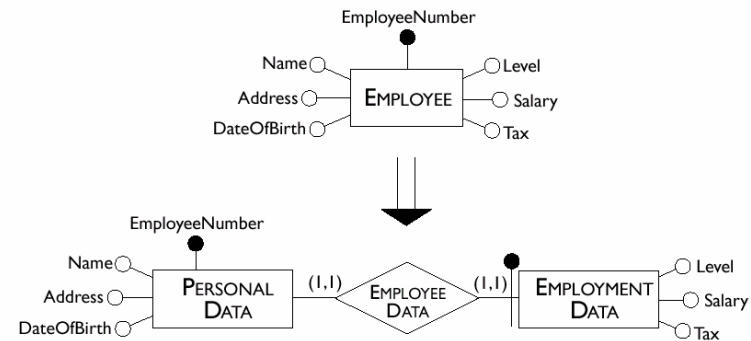 EmployeeNumber
Name
Level
Address
EMPLOYEE
Salary
DateOfBirth
Tax
EmployeeNumber
Name
Level
PERSONAL
DATA
(1,1)
EMPLOYEE
DATA
(1,1)
EMPLOYMENT
DATA
Address
Salary
DateOfBirth
Tax